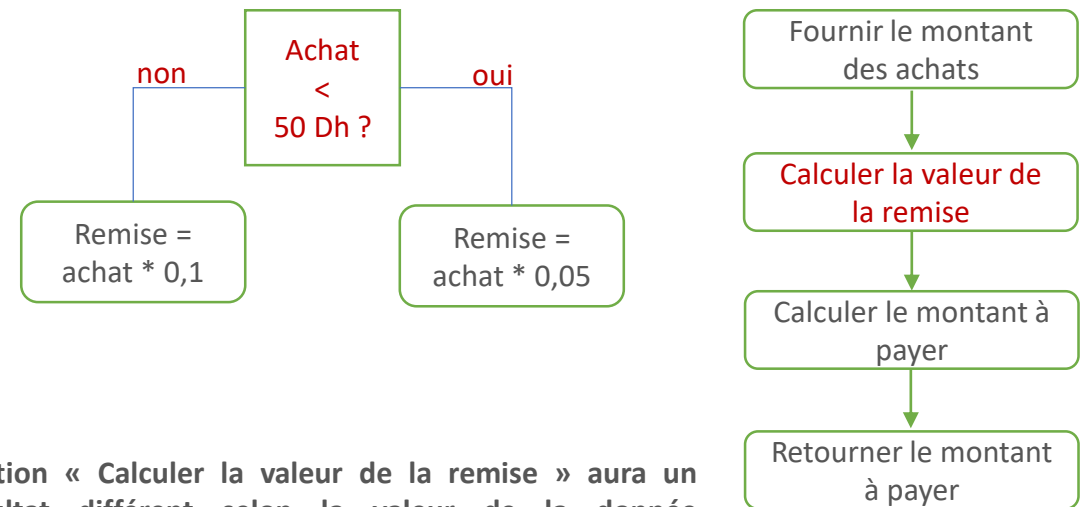 Achat
<
50 Dh ?
non
oui
Remise =
achat * 0,1
Remise =
achat * 0,05
Fournir le montant
des achats
Calculer la valeur de
la remise
Calculer le montant à
payer
Retourner le montant
à payer
tion « Calculer la valeur de la remise » aura un
différent selon la valeur de la donnée